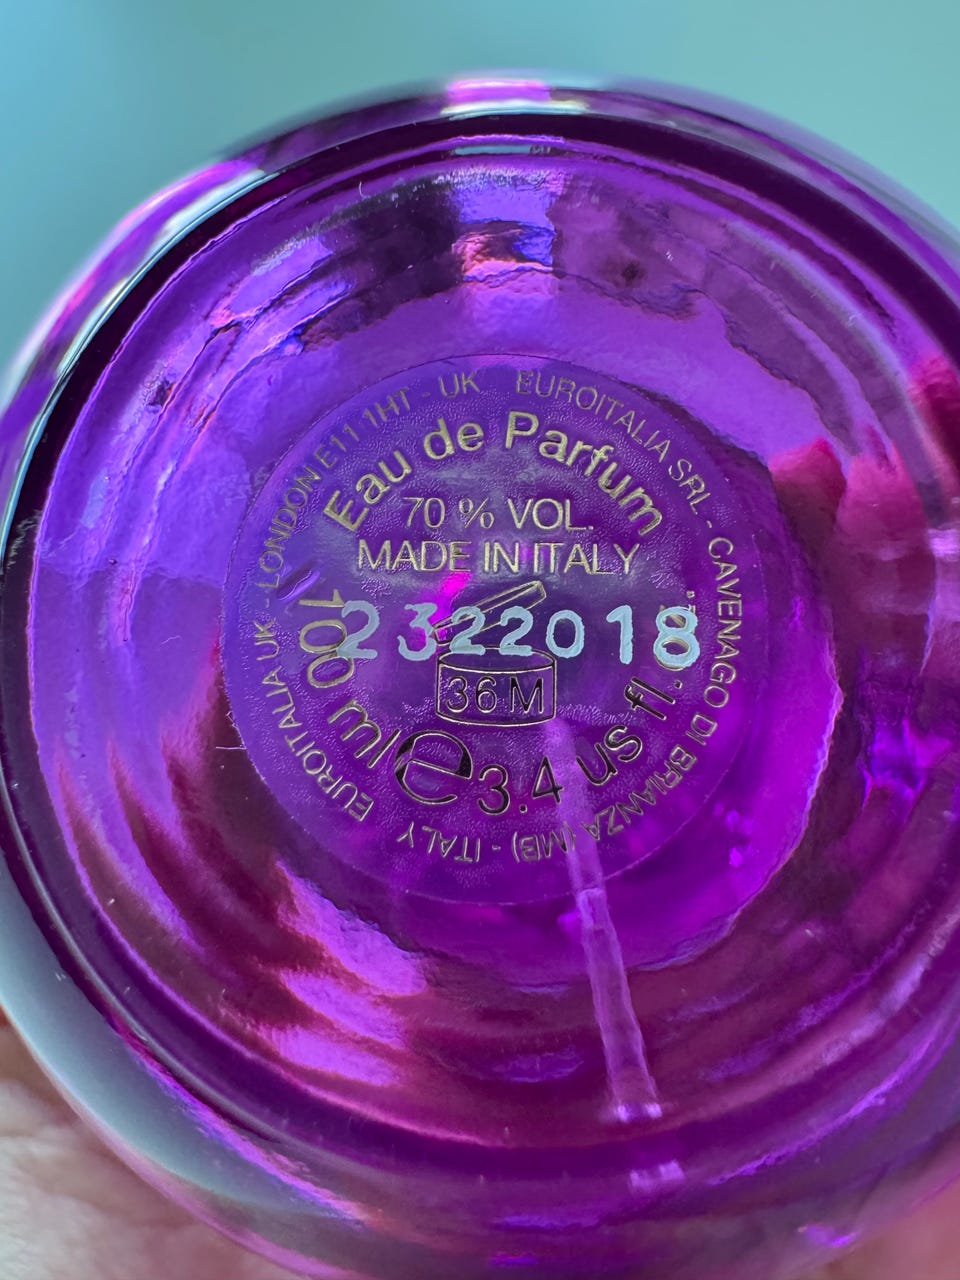 EUROITALIA SRL - CAVENAGO DI BRIANZA (MB) - ITALY
EUROITALIA UK - LONDON E11 1HT - UK
Eau de Parfum
70 % VOL.
MADE IN ITALY
2322018
36 M
100 ml e 3.4 us fl.